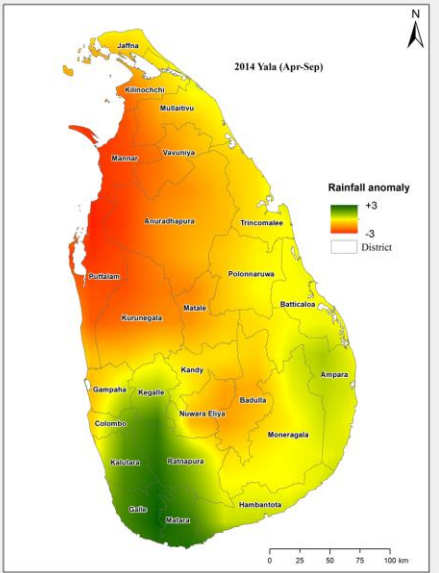 N
Jaffna
2014 Yala (Apr-Sep)
Kilinochchi
Mullaitivu
Vavuniya
Mannar
Rainfall anomaly
+3
-3
District
Anuradhapura
Trincomalee
Puttalam
Polonnaruwa
Batticaloa
Matale
Kurunegala
Kandy
Ampara
Gampaha
Kegalle
Badulla
Nuwara Eliya
Colombo
Moneragala
Kalutara
Ratnapura
Hambantota
Galle
Matara
0 25 50 100 km